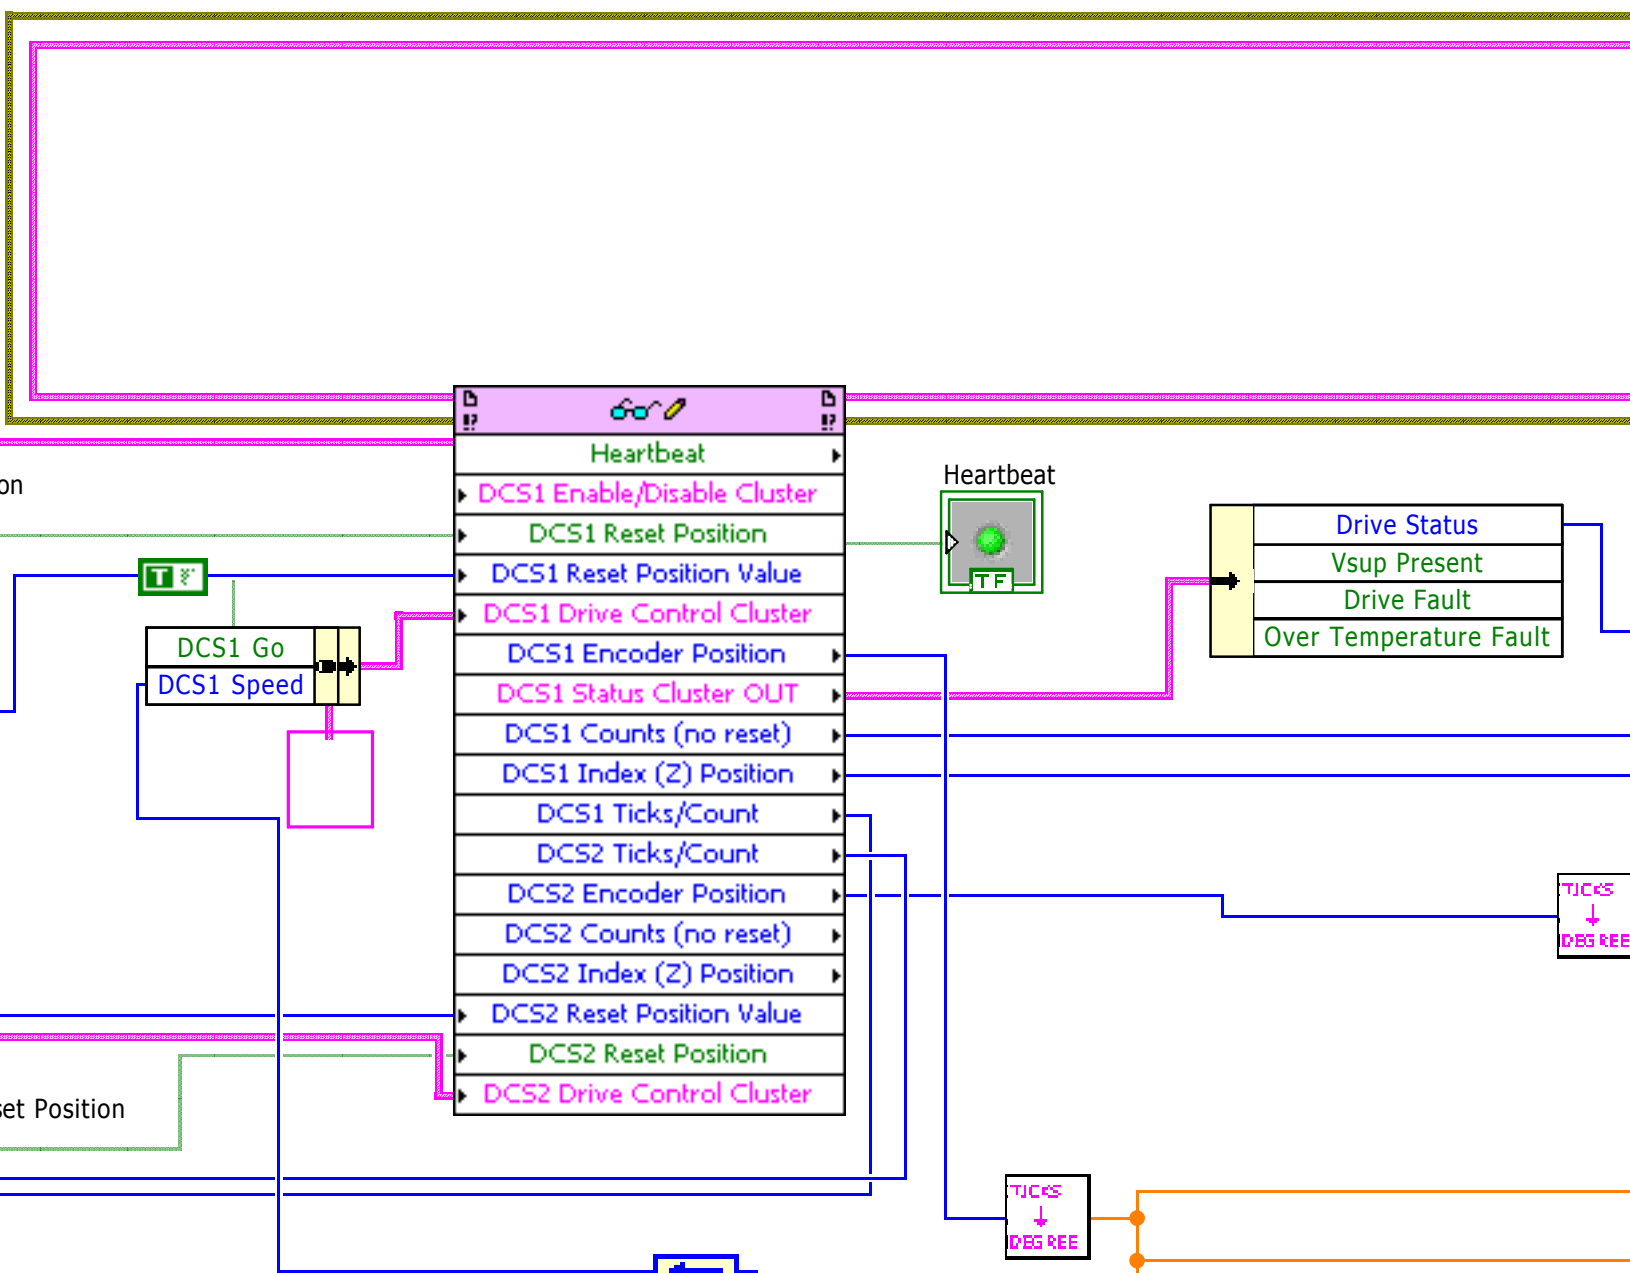 !? !?
Heartbeat
DCS1 Enable/Disable Cluster
DCS1 Reset Position
DCS1 Reset Position Value
DCS1 Drive Control Cluster
DCS1 Encoder Position
DCS1 Status Cluster OUT
DCS1 Counts (no reset)
DCS1 Index (Z) Position
DCS1 Ticks/Count
DCS2 Ticks/Count
DCS2 Encoder Position
DCS2 Counts (no reset)
DCS2 Index (Z) Position
DCS2 Reset Position Value
DCS2 Reset Position
DCS2 Drive Control Cluster
on
T
DCS1 Go
DCS1 Speed
set Position
Heartbeat
TF
Drive Status
Vsup Present
Drive Fault
Over Temperature Fault
TICKS
DEGREE
TICKS
DEGREE